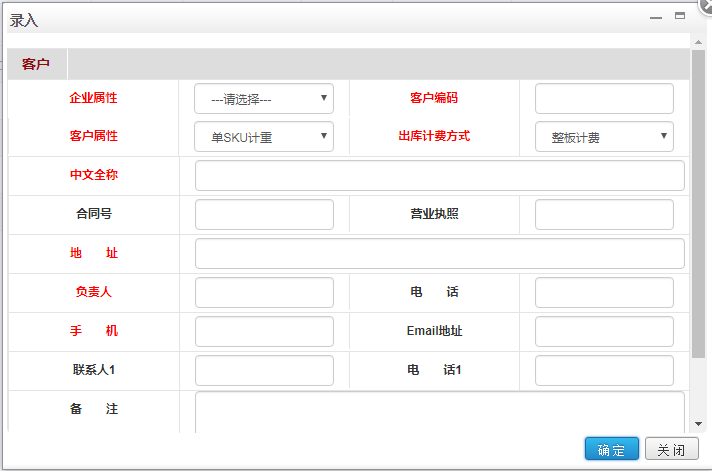 录入
客户
企业属性 ---请选择--- 客户编码
客户属性 单SKU计重 出库计费方式 整板计费
中文全称
合同号 营业执照
地 址
负责人 电 话
手 机 Email地址
联系人1 电 话1
备 注
确定 关闭